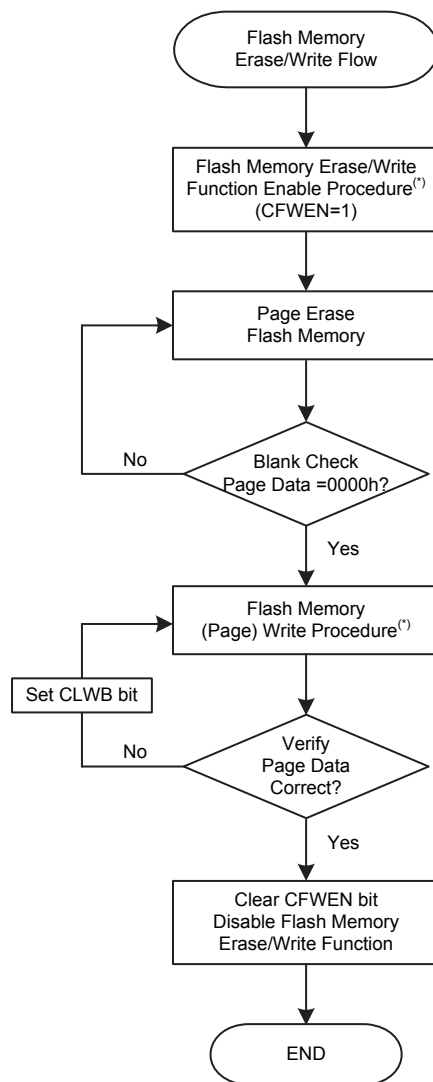 Flash Memory
Erase/Write Flow
Flash Memory Erase/Write
Function Enable Procedure(*)
(CFWEN=1)
Page Erase
Flash Memory
No
Blank Check
Page Data =0000h?
Yes
Flash Memory
(Page) Write Procedure(*)
Set CLWB bit
No
Verify
Page Data
Correct?
Yes
Clear CFWEN bit
Disable Flash Memory
Erase/Write Function
END